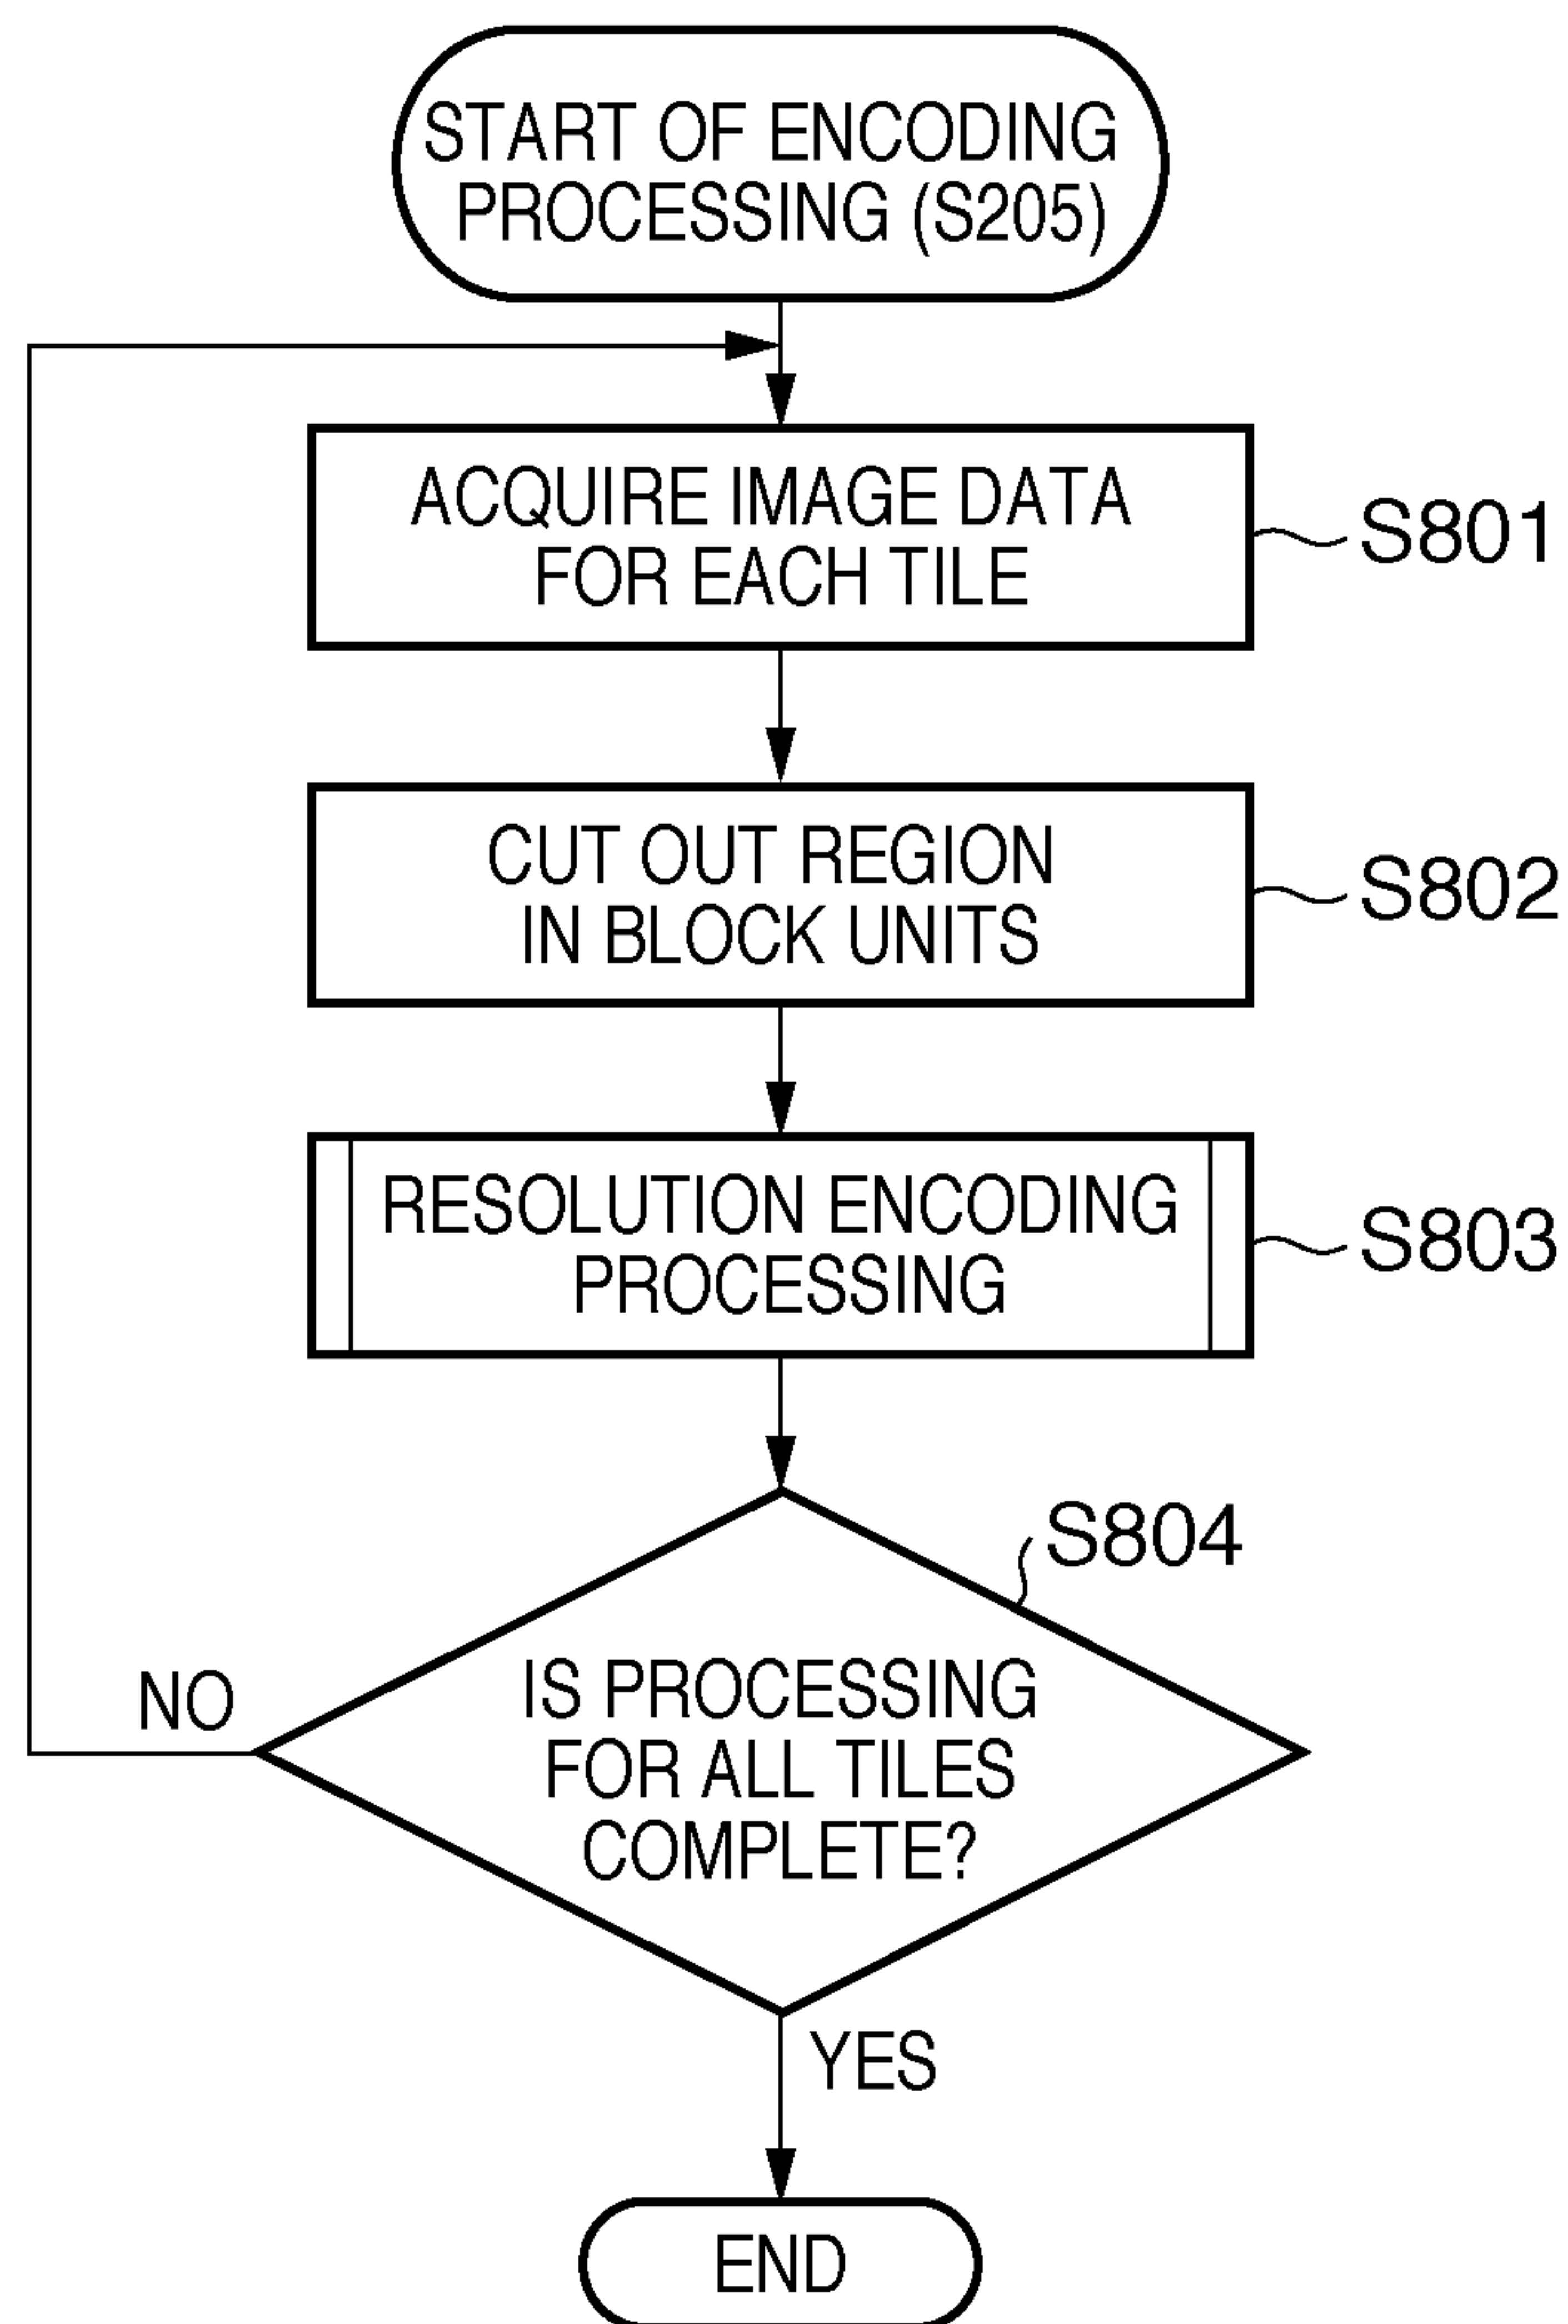 START OF ENCODING
PROCESSING (S205)
ACQUIRE IMAGE DATA
FOR EACH TILE
S801
CUT OUT REGION
IN BLOCK UNITS
S802
RESOLUTION ENCODING
PROCESSING
S803
S804
IS PROCESSING
FOR ALL TILES
COMPLETE?
NO
YES
END